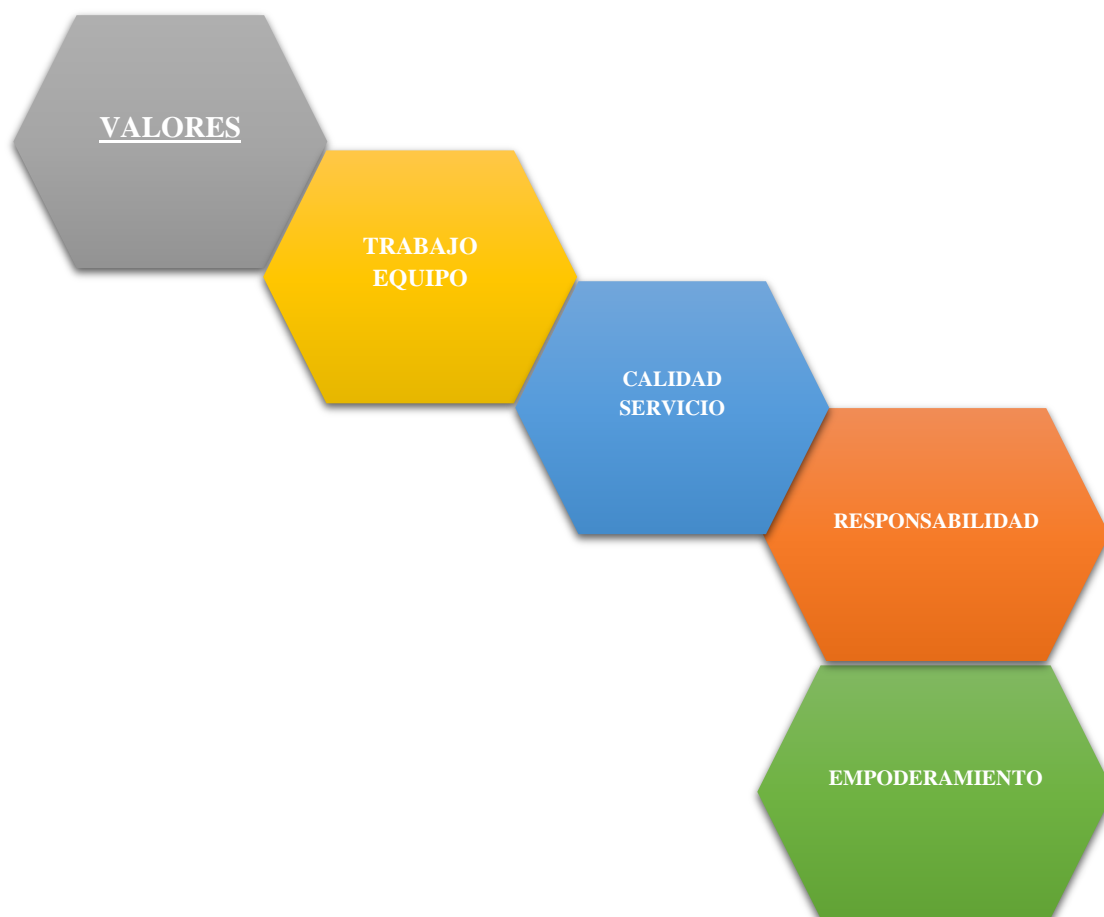 VALORES
TRABAJO
EQUIPO
CALIDAD
SERVICIO
RESPONSABILIDAD
EMPODERAMIENTO